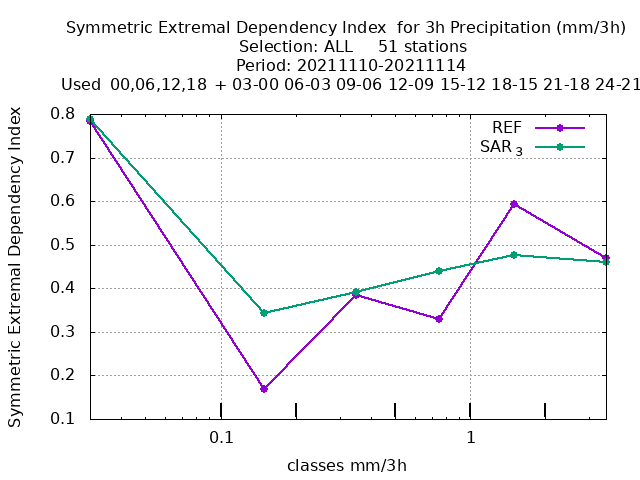 Symmetric Extremal Dependency Index  for 3h Precipitation (mm/3h)
Selection: ALL     51 stations
Period: 20211110-20211114
Used  00,06,12,18  + 03-00 06-03 09-06 12-09 15-12 18-15 21-18 24-21
REF
SAR 3
Symmetric Extremal Dependency Index
0.8
0.7
0.6
0.5
0.4
0.3
0.2
0.1
0.1
1
classes mm/3h